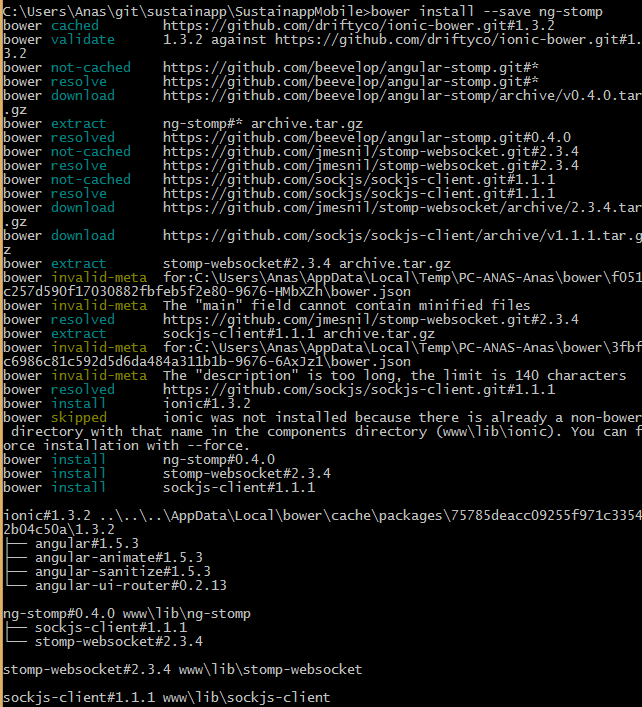 C:\Users\Anas\git\sustainapp\SustainappMobile>bower install --save ng-stomp
bower cached        https://github.com/driftyco/ionic-bower.git#1.3.2
bower validate      1.3.2 against https://github.com/driftyco/ionic-bower.git#1.
3.2
bower not-cached    https://github.com/beevelop/angular-stomp.git#*
bower resolve       https://github.com/beevelop/angular-stomp.git#*
bower download      https://github.com/beevelop/angular-stomp/archive/v0.4.0.tar
.gz
bower extract       ng-stomp#* archive.tar.gz
bower resolved      https://github.com/beevelop/angular-stomp.git#0.4.0
bower not-cached    https://github.com/jmesnil/stomp-websocket.git#2.3.4
bower resolve       https://github.com/jmesnil/stomp-websocket.git#2.3.4
bower not-cached    https://github.com/sockjs/sockjs-client.git#1.1.1
bower resolve       https://github.com/sockjs/sockjs-client.git#1.1.1
bower download      https://github.com/jmesnil/stomp-websocket/archive/2.3.4.tar
.gz
bower download      https://github.com/sockjs/sockjs-client/archive/v1.1.1.tar.g
z
bower extract       stomp-websocket#2.3.4 archive.tar.gz
bower invalid-meta  for:C:\Users\Anas\AppData\Local\Temp\PC-ANAS-Anas\bower\f051
c257d590f17030882fbfeb5f2e80-9676-HMbXZh\bower.json
bower invalid-meta  The "main" field cannot contain minified files
bower resolved      https://github.com/jmesnil/stomp-websocket.git#2.3.4
bower extract       sockjs-client#1.1.1 archive.tar.gz
bower invalid-meta  for:C:\Users\Anas\AppData\Local\Temp\PC-ANAS-Anas\bower\3fbf
c6986c81c592d5d6da484a311b1b-9676-6AxJz1\bower.json
bower invalid-meta  The "description" is too long, the limit is 140 characters
bower resolved      https://github.com/sockjs/sockjs-client.git#1.1.1
bower install       ionic#1.3.2
bower skipped       ionic was not installed because there is already a non-bower
 directory with that name in the components directory (www\lib\ionic). You can f
orce installation with --force.
bower install       ng-stomp#0.4.0
bower install       stomp-websocket#2.3.4
bower install       sockjs-client#1.1.1
ionic#1.3.2 ..\..\..\AppData\Local\bower\cache\packages\75785deacc09255f971c3354
2b04c50a\1.3.2
├── angular#1.5.3
├── angular-animate#1.5.3
├── angular-sanitize#1.5.3
└── angular-ui-router#0.2.13
ng-stomp#0.4.0 www\lib\ng-stomp
├── sockjs-client#1.1.1
└── stomp-websocket#2.3.4
stomp-websocket#2.3.4 www\lib\stomp-websocket
sockjs-client#1.1.1 www\lib\sockjs-client